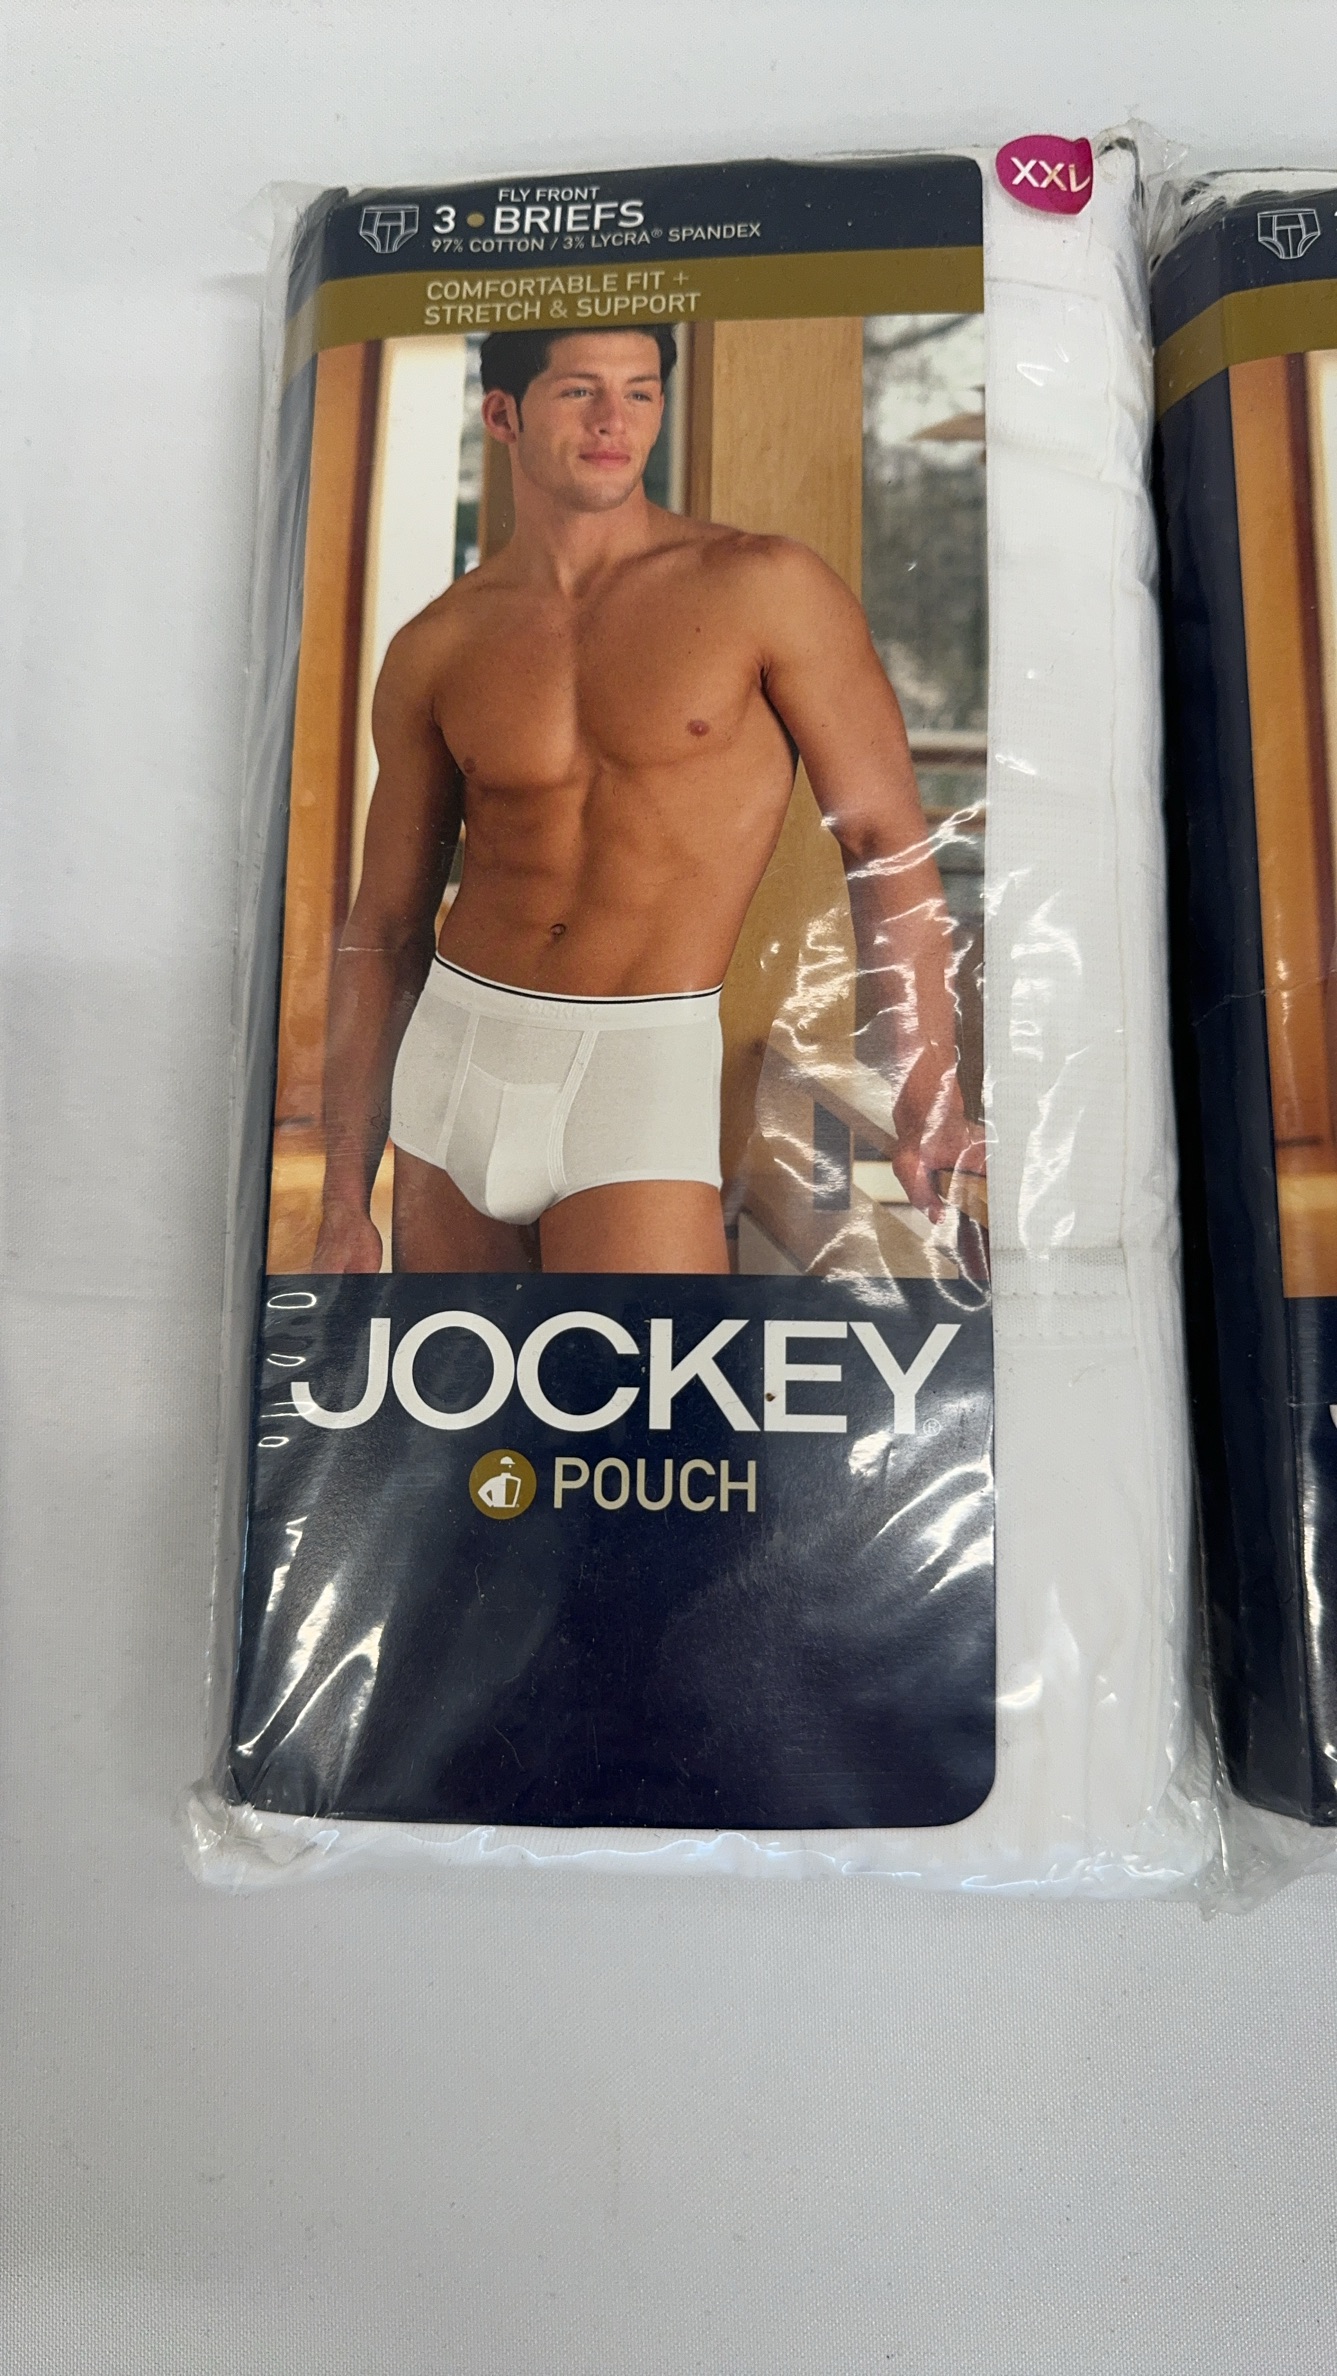 XXL
FLY FRONT
3 • BRIEFS
97% COTTON / 3% LYCRA® SPANDEX
COMFORTABLE FIT +
STRETCH & SUPPORT
JOCKEY
JOCKEY®
POUCH